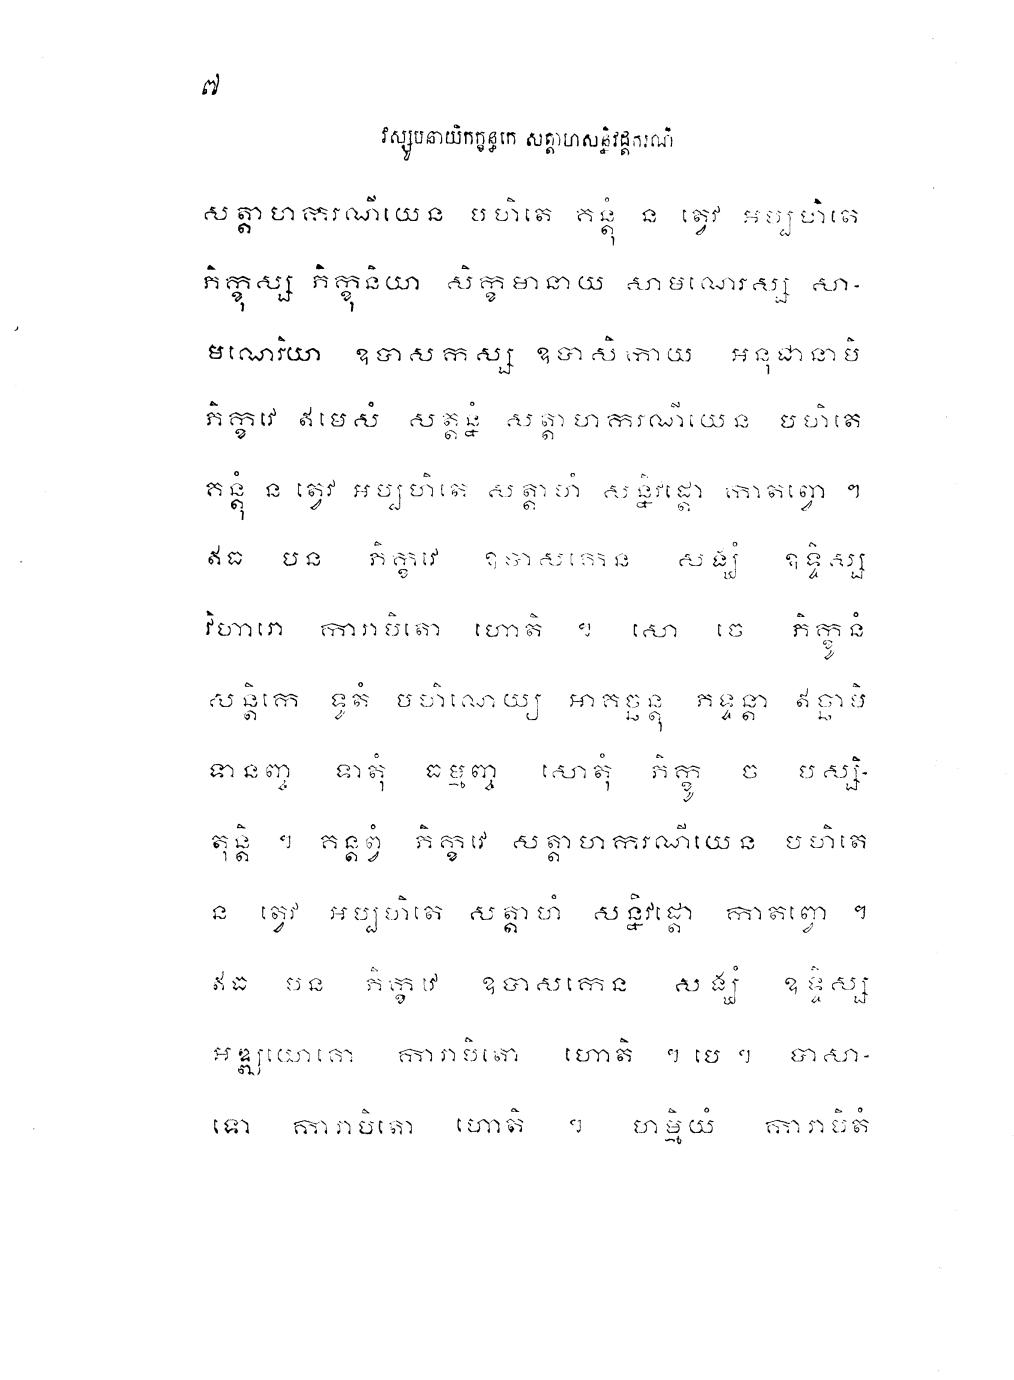 ៧
វស្សូបនាយិកក្ខន្ធកេ សត្តាហសន្និវដ្ដករណី
សត្តាហករណីយេន បហិតេ គន្តុំ ន ត្វេវ អប្បហិតេ
ភិក្ខុស្ស ភិក្ខុនិយា សិក្ខមានាយ សាមណេរស្ស សា-
មណេរិយា ឧបាសកស្ស ឧបាសិកាយ អនុជានាមិ
ភិក្ខវេ ឥមេសំ សត្តន្នំ សត្តាហករណីយេន បហិតេ
គន្តុំ ន ត្វេវ អប្បហិតេ សត្តាហំ សន្និវដ្ដោ កាតព្វោ ។
ឥធ បន ភិក្ខវេ ឧបាសកេន សង្ឃំ ឧទ្ទិស្ស
វិហារោ ការាបិតោ ហោតិ ។ សោ ចេ ភិក្ខូនំ
សន្តិកេ ទូតំ បហិណេយ្យ អាគច្ឆន្តុ ភទ្ទន្តា ឥច្ឆាមិ
ទានញ្ច ទាតុំ ធម្មញ្ច សោតុំ ភិក្ខូ ច បស្សិ-
តុន្តិ ។ គន្តព្វំ ភិក្ខវេ សត្តាហករណីយេន បហិតេ
ន ត្វេវ អប្បហិតេ សត្តាហំ សន្និវដ្ដោ កាតព្វោ ។
ឥធ បន ភិក្ខវេ ឧបាសកេន សង្ឃំ ឧទ្ទិស្ស
អឌ្ឍយោគោ ការាបិតោ ហោតិ ។ បេ ។ បាសា-
ទោ ការាបិតោ ហោតិ ។ ហម្មិយំ ការាបិតំ